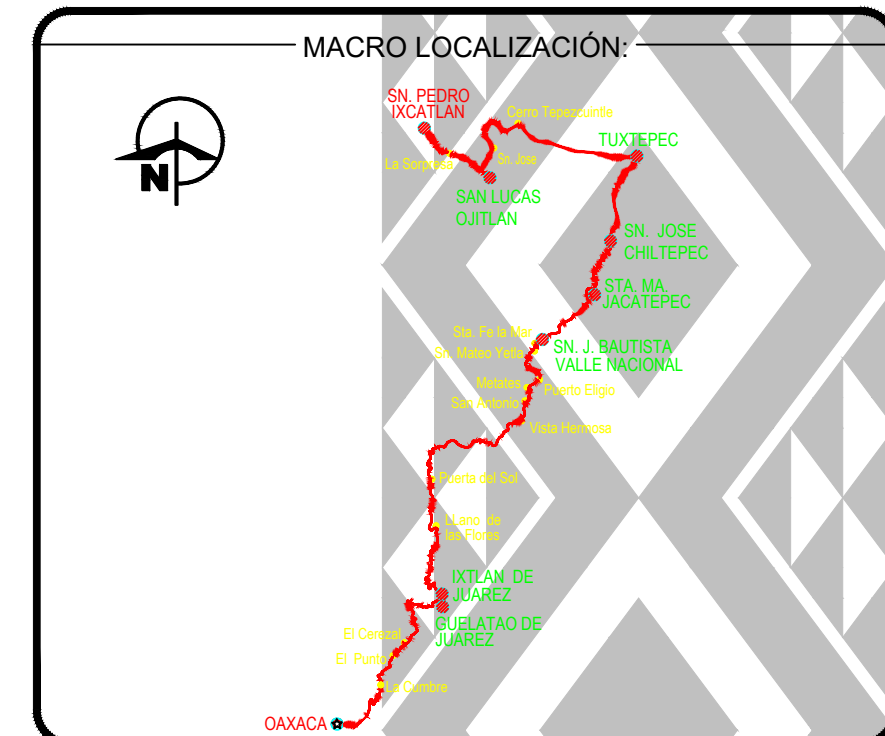 MACRO LOCALIZACIÓN:
SN. PEDRO
IXCATLAN
Cerro Tepezcuintle
TUXTEPEC
La Sorpresa
Sn. Jose
SAN LUCAS
OJITLAN
N
SN. JOSE
CHILTEPEC
STA. MA.
JACATEPEC
Sta. Fe la Mar
SN. J. BAUTISTA
VALLE NACIONAL
Sn. Mateo Yetla
Metates
Puerto Eligio
San Antonio
Vista Hermosa
Puerta del Sol
LLano de
las Flores
IXTLAN DE
JUAREZ
GUELATAO DE
JUAREZ
El Cerezal
El Punto
La Cumbre
OAXACA